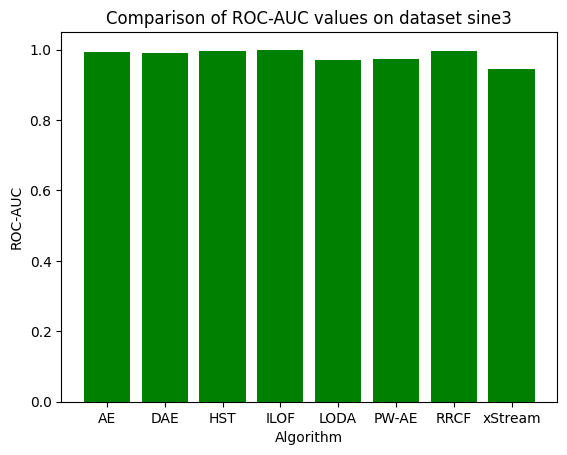 Comparison of ROC-AUC values on dataset sine3
ROC-AUC
1.0
0.8
0.6
0.4
0.2
0.0
AE DAE HST ILOF LODA PW-AE RRCF xStream
Algorithm